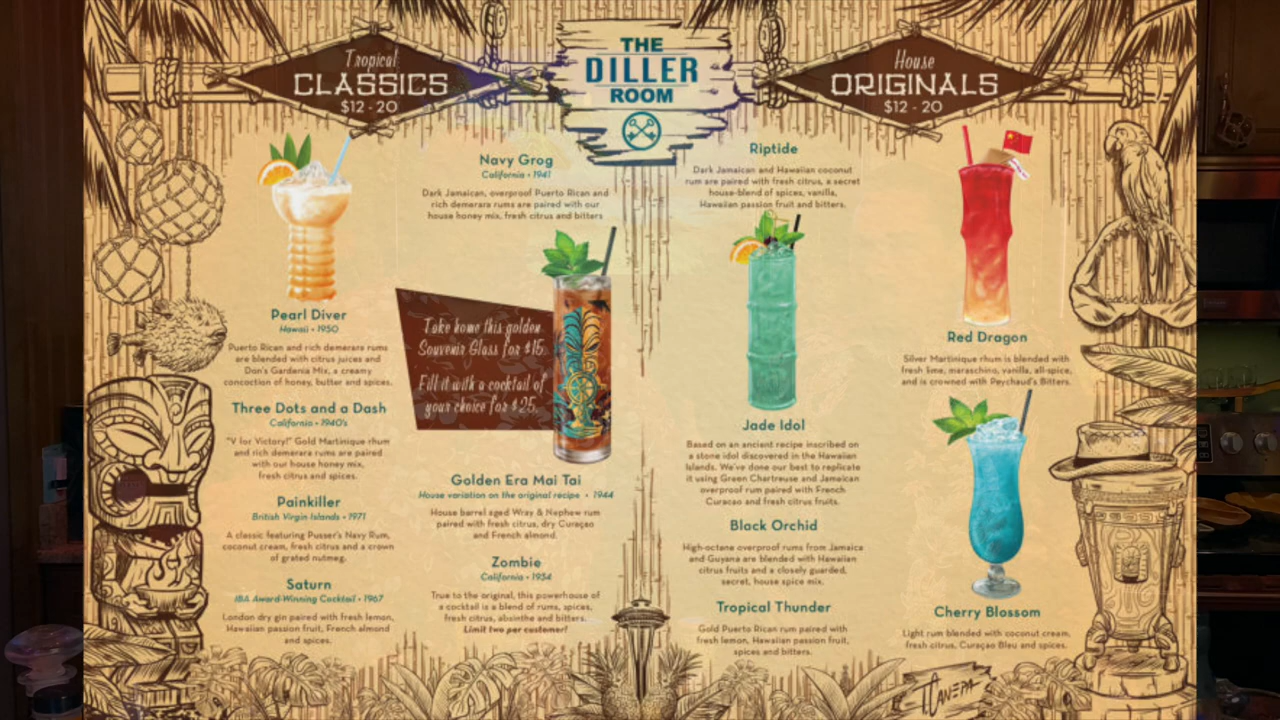 Tropical
CLASSICS
$12 - 20
THE
DILLER
ROOM
House
ORIGINALS
$12 - 20
Pearl Diver
Hawaii • 1950
Puerto Rican and rich demerara rums
are blended with citrus juices and
Don's Gardenia Mix, a creamy
concoction of honey, butter and spices.
Three Dots and a Dash
California • 1940's
"V for Victory!" Gold Martinique rhum
and rich demerara rums are paired
with our house honey mix,
fresh citrus and spices.
Painkiller
British Virgin Islands • 1971
A classic featuring Pusser's Navy Rum,
coconut cream, fresh citrus and a crown
of grated nutmeg.
Saturn
IBA Award-Winning Cocktail • 1967
London dry gin paired with fresh lemon,
Hawaiian passion fruit, French almond
and spices.
Navy Grog
California • 1941
Dark Jamaican, overproof Puerto Rican and
rich demerara rums are paired with our
house honey mix, fresh citrus and bitters
Take home this golden
Souvenir Glass for $15.
Fill it with a cocktail of
your choice for $25.
Golden Era Mai Tai
House variation on the original recipe • 1944
House barrel aged Wray & Nephew rum
paired with fresh citrus, dry Curaçao
and French almond.
Zombie
California • 1934
True to the original, this powerhouse of
a cocktail is a blend of rums, spices,
fresh citrus, absinthe and bitters.
Limit two per customer!
Riptide
Dark Jamaican and Hawaiian coconut
rum are paired with fresh citrus, a secret
house-blend of spices, vanilla,
Hawaiian passion fruit and bitters.
Jade Idol
Based on an ancient recipe inscribed on
a stone idol discovered in the Hawaiian
Islands. We've done our best to replicate
it using Green Chartreuse and Jamaican
overproof rum paired with French
Curacao and fresh citrus fruits.
Black Orchid
High-octane overproof rums from Jamaica
and Guyana are blended with Hawaiian
citrus fruits and a closely guarded,
secret, house spice mix.
Tropical Thunder
Gold Puerto Rican rum paired with
fresh lemon, Hawaiian passion fruit,
spices and bitters.
Red Dragon
Silver Martinique rhum is blended with
fresh lime, maraschino, vanilla, all-spice,
and is crowned with Peychaud's Bitters.
Cherry Blossom
Light rum blended with coconut cream,
fresh citrus, Curaçao Bleu and spices.
TCANEPA